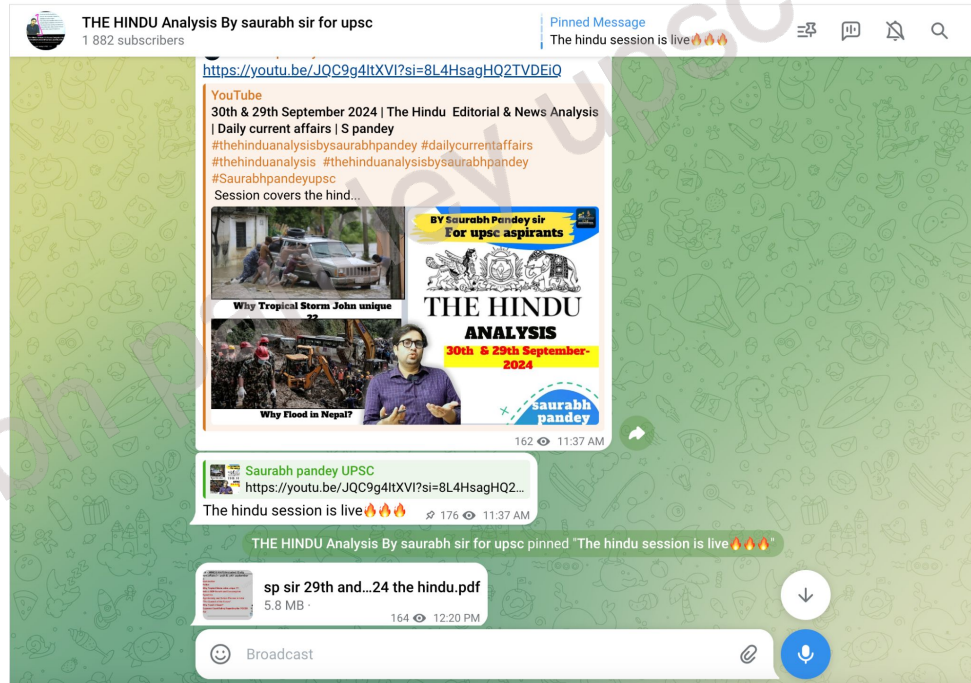 THE HINDU Analysis By saurabh sir for upsc
1 882 subscribers
Pinned Message
The hindu session is live🔥🔥🔥
https://youtu.be/JQC9g4ItXVI?si=8L4HsagHQ2TVDEiQ
YouTube
30th & 29th September 2024 | The Hindu Editorial & News Analysis
| Daily current affairs | S pandey
#thehinduanalysisbysaurabhpandey #dailycurrentaffairs
#thehinduanalysis #thehinduanalysisbysaurabhpandey
#Saurabhpandeyupsc
Session covers the hind...
Why Tropical Storm John unique
??
Why Flood in Nepal?
BY Saurabh Pandey sir
For upsc aspirants
THE HINDU
ANALYSIS
30th & 29th September-
2024
saurabh
pandey
162 11:37 AM
Saurabh pandey UPSC
https://youtu.be/JQC9g4ItXVI?si=8L4HsagHQ2...
The hindu session is live🔥🔥🔥
176 11:37 AM
THE HINDU Analysis By saurabh sir for upsc pinned "The hindu session is live🔥🔥🔥"
sp sir 29th and...24 the hindu.pdf
5.8 MB
164 12:20 PM
Broadcast